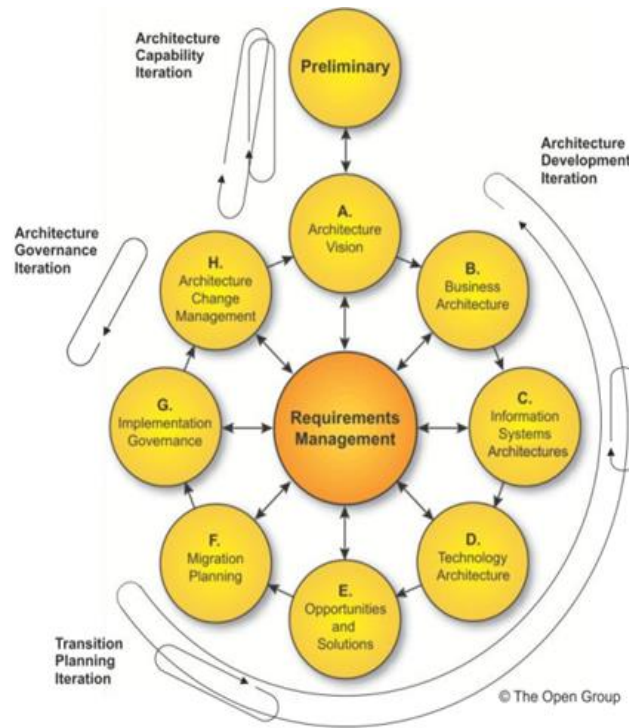 Architecture
Capability
Iteration
Preliminary
Architecture
Development
Iteration
Architecture
Governance
Iteration
A.
Architecture
Vision
H.
Architecture
Change
Management
B.
Business
Architecture
G.
Implementation
Governance
Requirements
Management
C.
Information
Systems
Architectures
F.
Migration
Planning
D.
Technology
Architecture
E.
Opportunities
and
Solutions
Transition
Planning
Iteration
© The Open Group